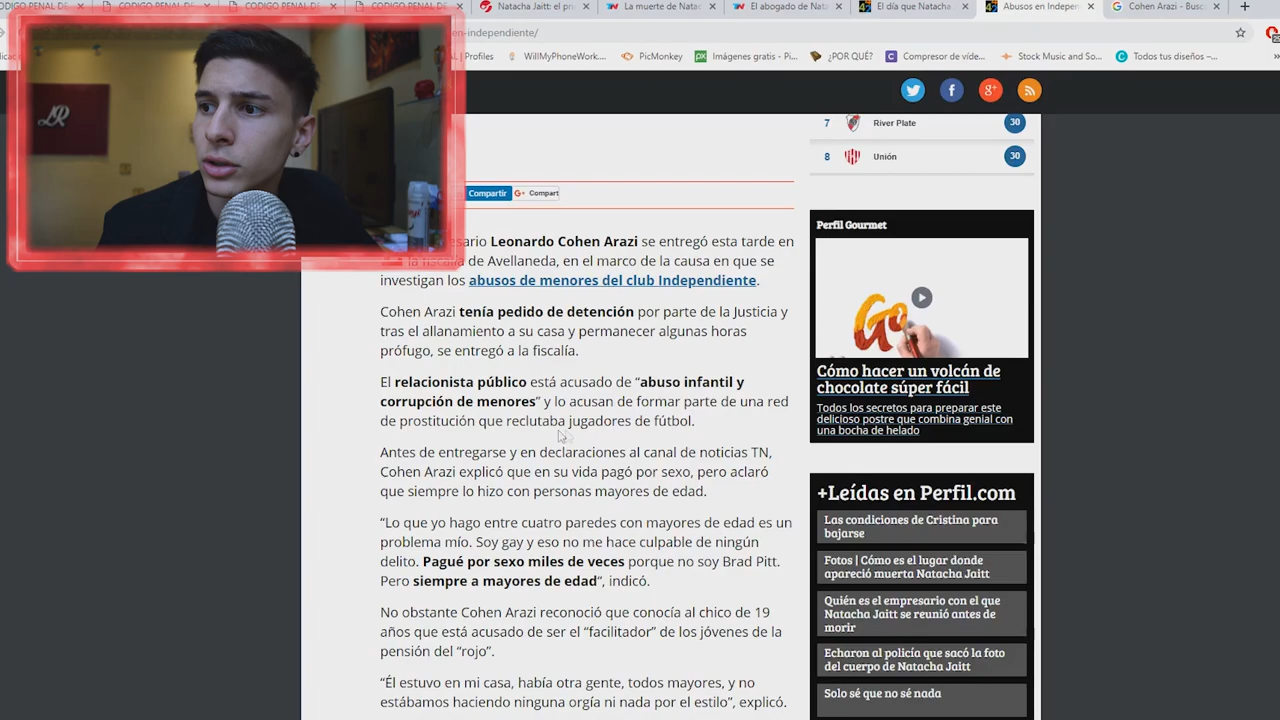 CODIGO PENAL DE
CODIGO PENAL DE
CODIGO PENAL DE
CODIGO PENAL DE
Natacha Jaitt: el pri
La muerte de Natac
El abogado de Nata
El día que Natacha
Abusos en Indepen
Cohen Arazi - Busc
en-independiente/
| Profiles
WillMyPhoneWork....
PicMonkey
Imágenes gratis - Pi...
¿POR QUÉ?
Compresor de víde...
Stock Music and So...
Todos tus diseños –...
LR
7 River Plate 30
8 Unión 30
Compartir
G+ Compart
Leonardo Cohen Arazi se entregó esta tarde en
la fiscalía de Avellaneda, en el marco de la causa en que se
investigan los abusos de menores del club Independiente.
Cohen Arazi tenía pedido de detención por parte de la Justicia y
tras el allanamiento a su casa y permanecer algunas horas
prófugo, se entregó a la fiscalía.
El relacionista público está acusado de “abuso infantil y
corrupción de menores” y lo acusan de formar parte de una red
de prostitución que reclutaba jugadores de fútbol.
Antes de entregarse y en declaraciones al canal de noticias TN,
Cohen Arazi explicó que en su vida pagó por sexo, pero aclaró
que siempre lo hizo con personas mayores de edad.
“Lo que yo hago entre cuatro paredes con mayores de edad es un
problema mío. Soy gay y eso no me hace culpable de ningún
delito. Pagué por sexo miles de veces porque no soy Brad Pitt.
Pero siempre a mayores de edad“, indicó.
No obstante Cohen Arazi reconoció que conocía al chico de 19
años que está acusado de ser el “facilitador” de los jóvenes de la
pensión del “rojo”.
“Él estuvo en mi casa, había otra gente, todos mayores, y no
estábamos haciendo ninguna orgía ni nada por el estilo”, explicó.
Perfil Gourmet
Go
Cómo hacer un volcán de
chocolate súper fácil
Todos los secretos para preparar este
delicioso postre que combina genial con
una bocha de helado
+Leídas en Perfil.com
Las condiciones de Cristina para
bajarse
Fotos | Cómo es el lugar donde
apareció muerta Natacha Jaitt
Quién es el empresario con el que
Natacha Jaitt se reunió antes de
morir
Echaron al policía que sacó la foto
del cuerpo de Natacha Jaitt
Solo sé que no sé nada